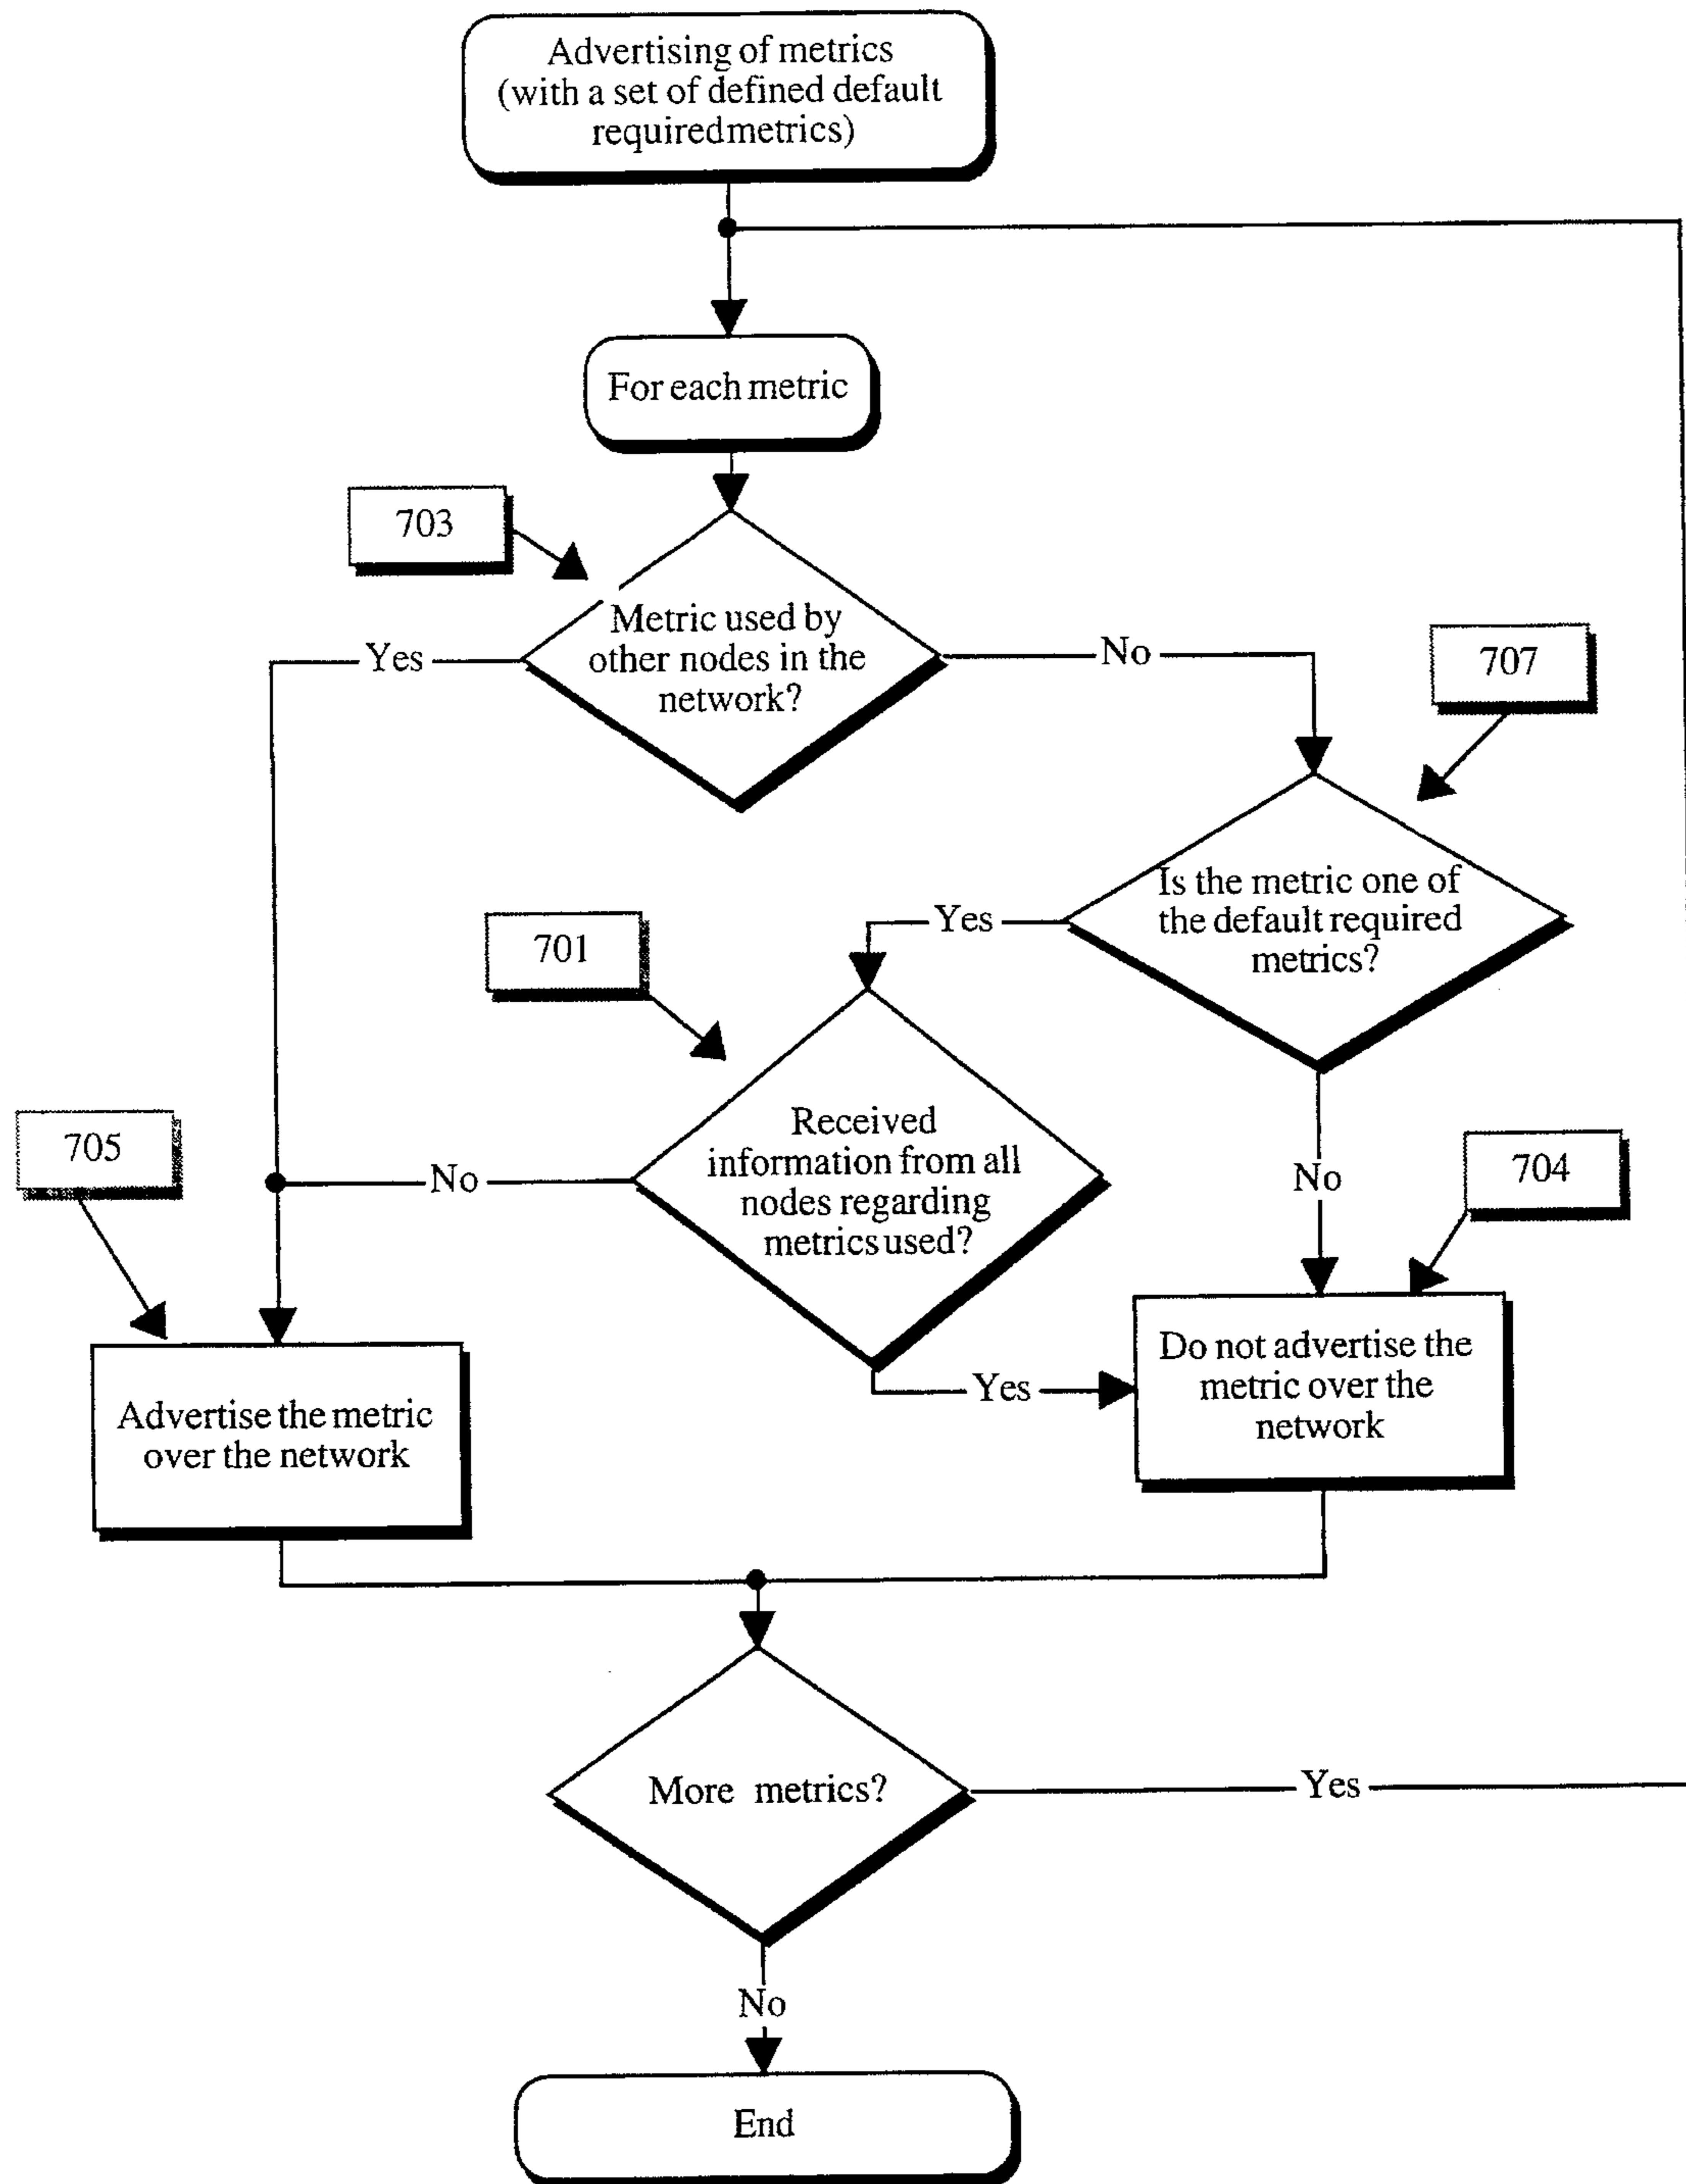 Advertising of metrics
(with a set of defined default
required metrics)
For each metric
703
Metric used by
other nodes in the
network?
Yes
No
707
Is the metric one of
the default required
metrics?
Yes
701
Received
information from all
nodes regarding
metrics used?
No
No
705
704
Yes
Do not advertise the
metric over the
network
Advertise the metric
over the network
More metrics?
Yes
No
End